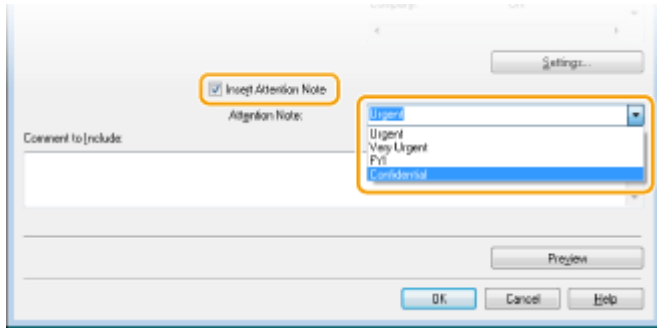 Settings...
Insert Attention Note
Attention Note:
Urgent
Urgent
Very Urgent
FYI
Confidential
Comment to Include:
Preview
OK
Cancel
Help